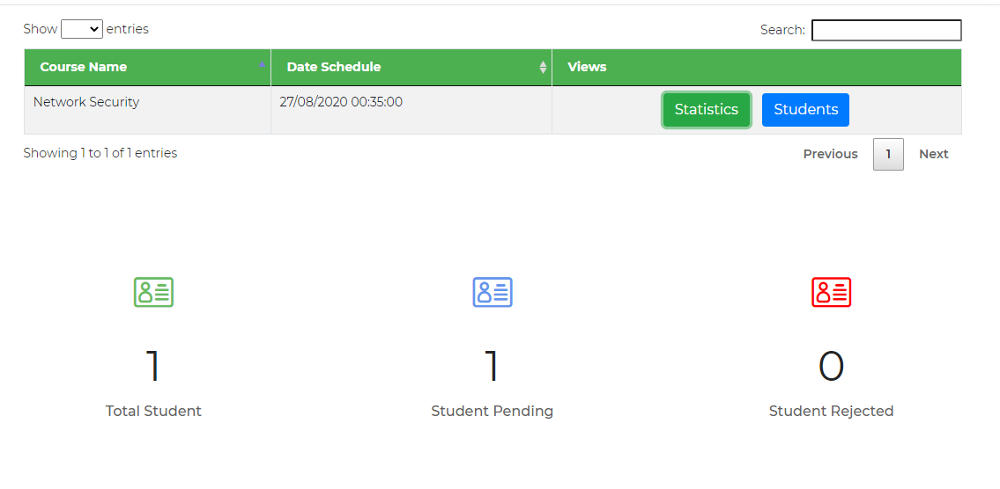 Show entries Search:
Course Name Date Schedule Views
Network Security 27/08/2020 00:35:00 Statistics Students
Showing 1 to 1 of 1 entries Previous 1 Next
1 1 0
Total Student Student Pending Student Rejected